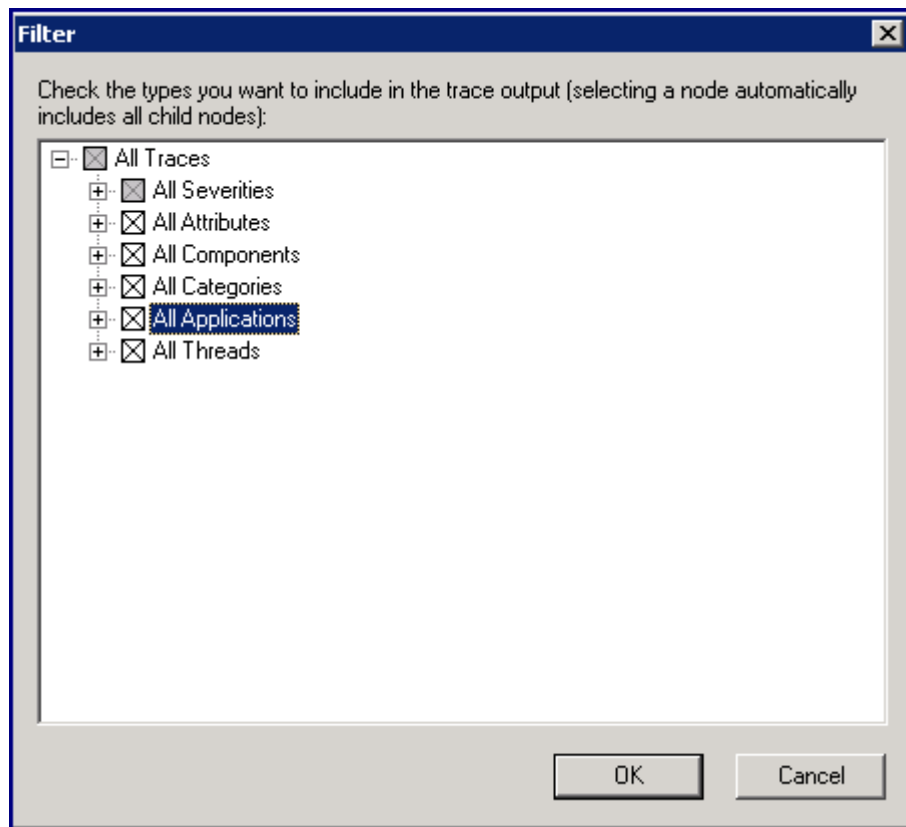 Filter
Check the types you want to include in the trace output (selecting a node automatically
includes all child nodes):
All Traces
All Severities
All Attributes
All Components
All Categories
All Applications
All Threads
OK Cancel